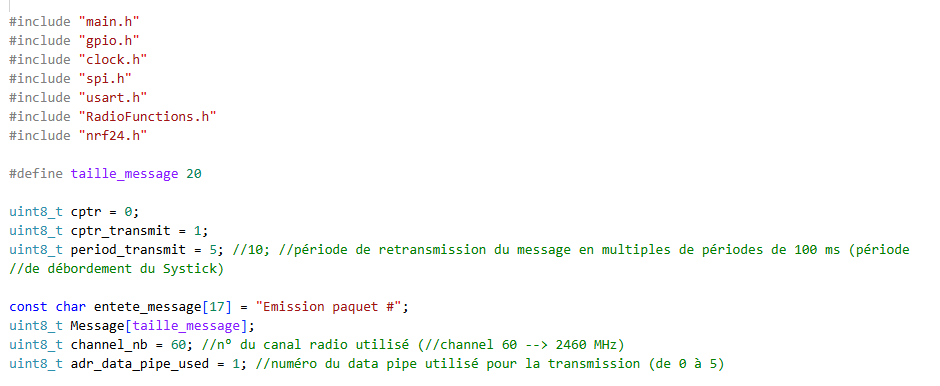 #include "main.h"
#include "gpio.h"
#include "clock.h"
#include "spi.h"
#include "usart.h"
#include "RadioFunctions.h"
#include "nrf24.h"
#define taille_message 20
uint8_t cptr = 0;
uint8_t cptr_transmit = 1;
uint8_t period_transmit = 5; //10; //période de retransmission du message en multiples de périodes de 100 ms (période
//de débordement du Systick)
const char entete_message[17] = "Emission paquet #";
uint8_t Message[taille_message];
uint8_t channel_nb = 60; //n° du canal radio utilisé (//channel 60 --> 2460 MHz)
uint8_t adr_data_pipe_used = 1; //numéro du data pipe utilisé pour la transmission (de 0 à 5)